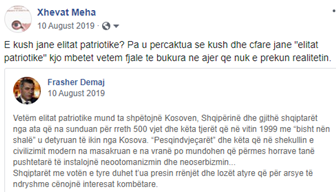 Xhevat Meha
10 August 2019
E kush jane elitat patriotike? Pa u percaktua se kush dhe cfare jane "elitat
patriotike" kjo mbetet vetem fjale te bukura ne ajer qe nuk e prekun realitetin.
Frasher Demaj
10 August 2019
Vetëm elitat patriotike mund ta shpëtojnë Kosoven, Shqipërinë dhe gjithë shqiptarët
nga ata që na sunduan për rreth 500 vjet dhe këta tjerët që në vitin 1999 me "bisht nën
shalë" u detyruan të ikin nga Kosova. "Pesqindvjeçarët" dhe këta që në shekullin e
civilizimit modern na masakruan e na vranë po mundohen që përmes horrave tanë
pushtetarë të instalojnë neootomanizmin dhe neoserbizmin...
Shqiptarët me votën e tyre duhet t'ua presin rrënjët dhe lozët atyre që për arsye të
ndryshme cënojnë interesat kombëtare.